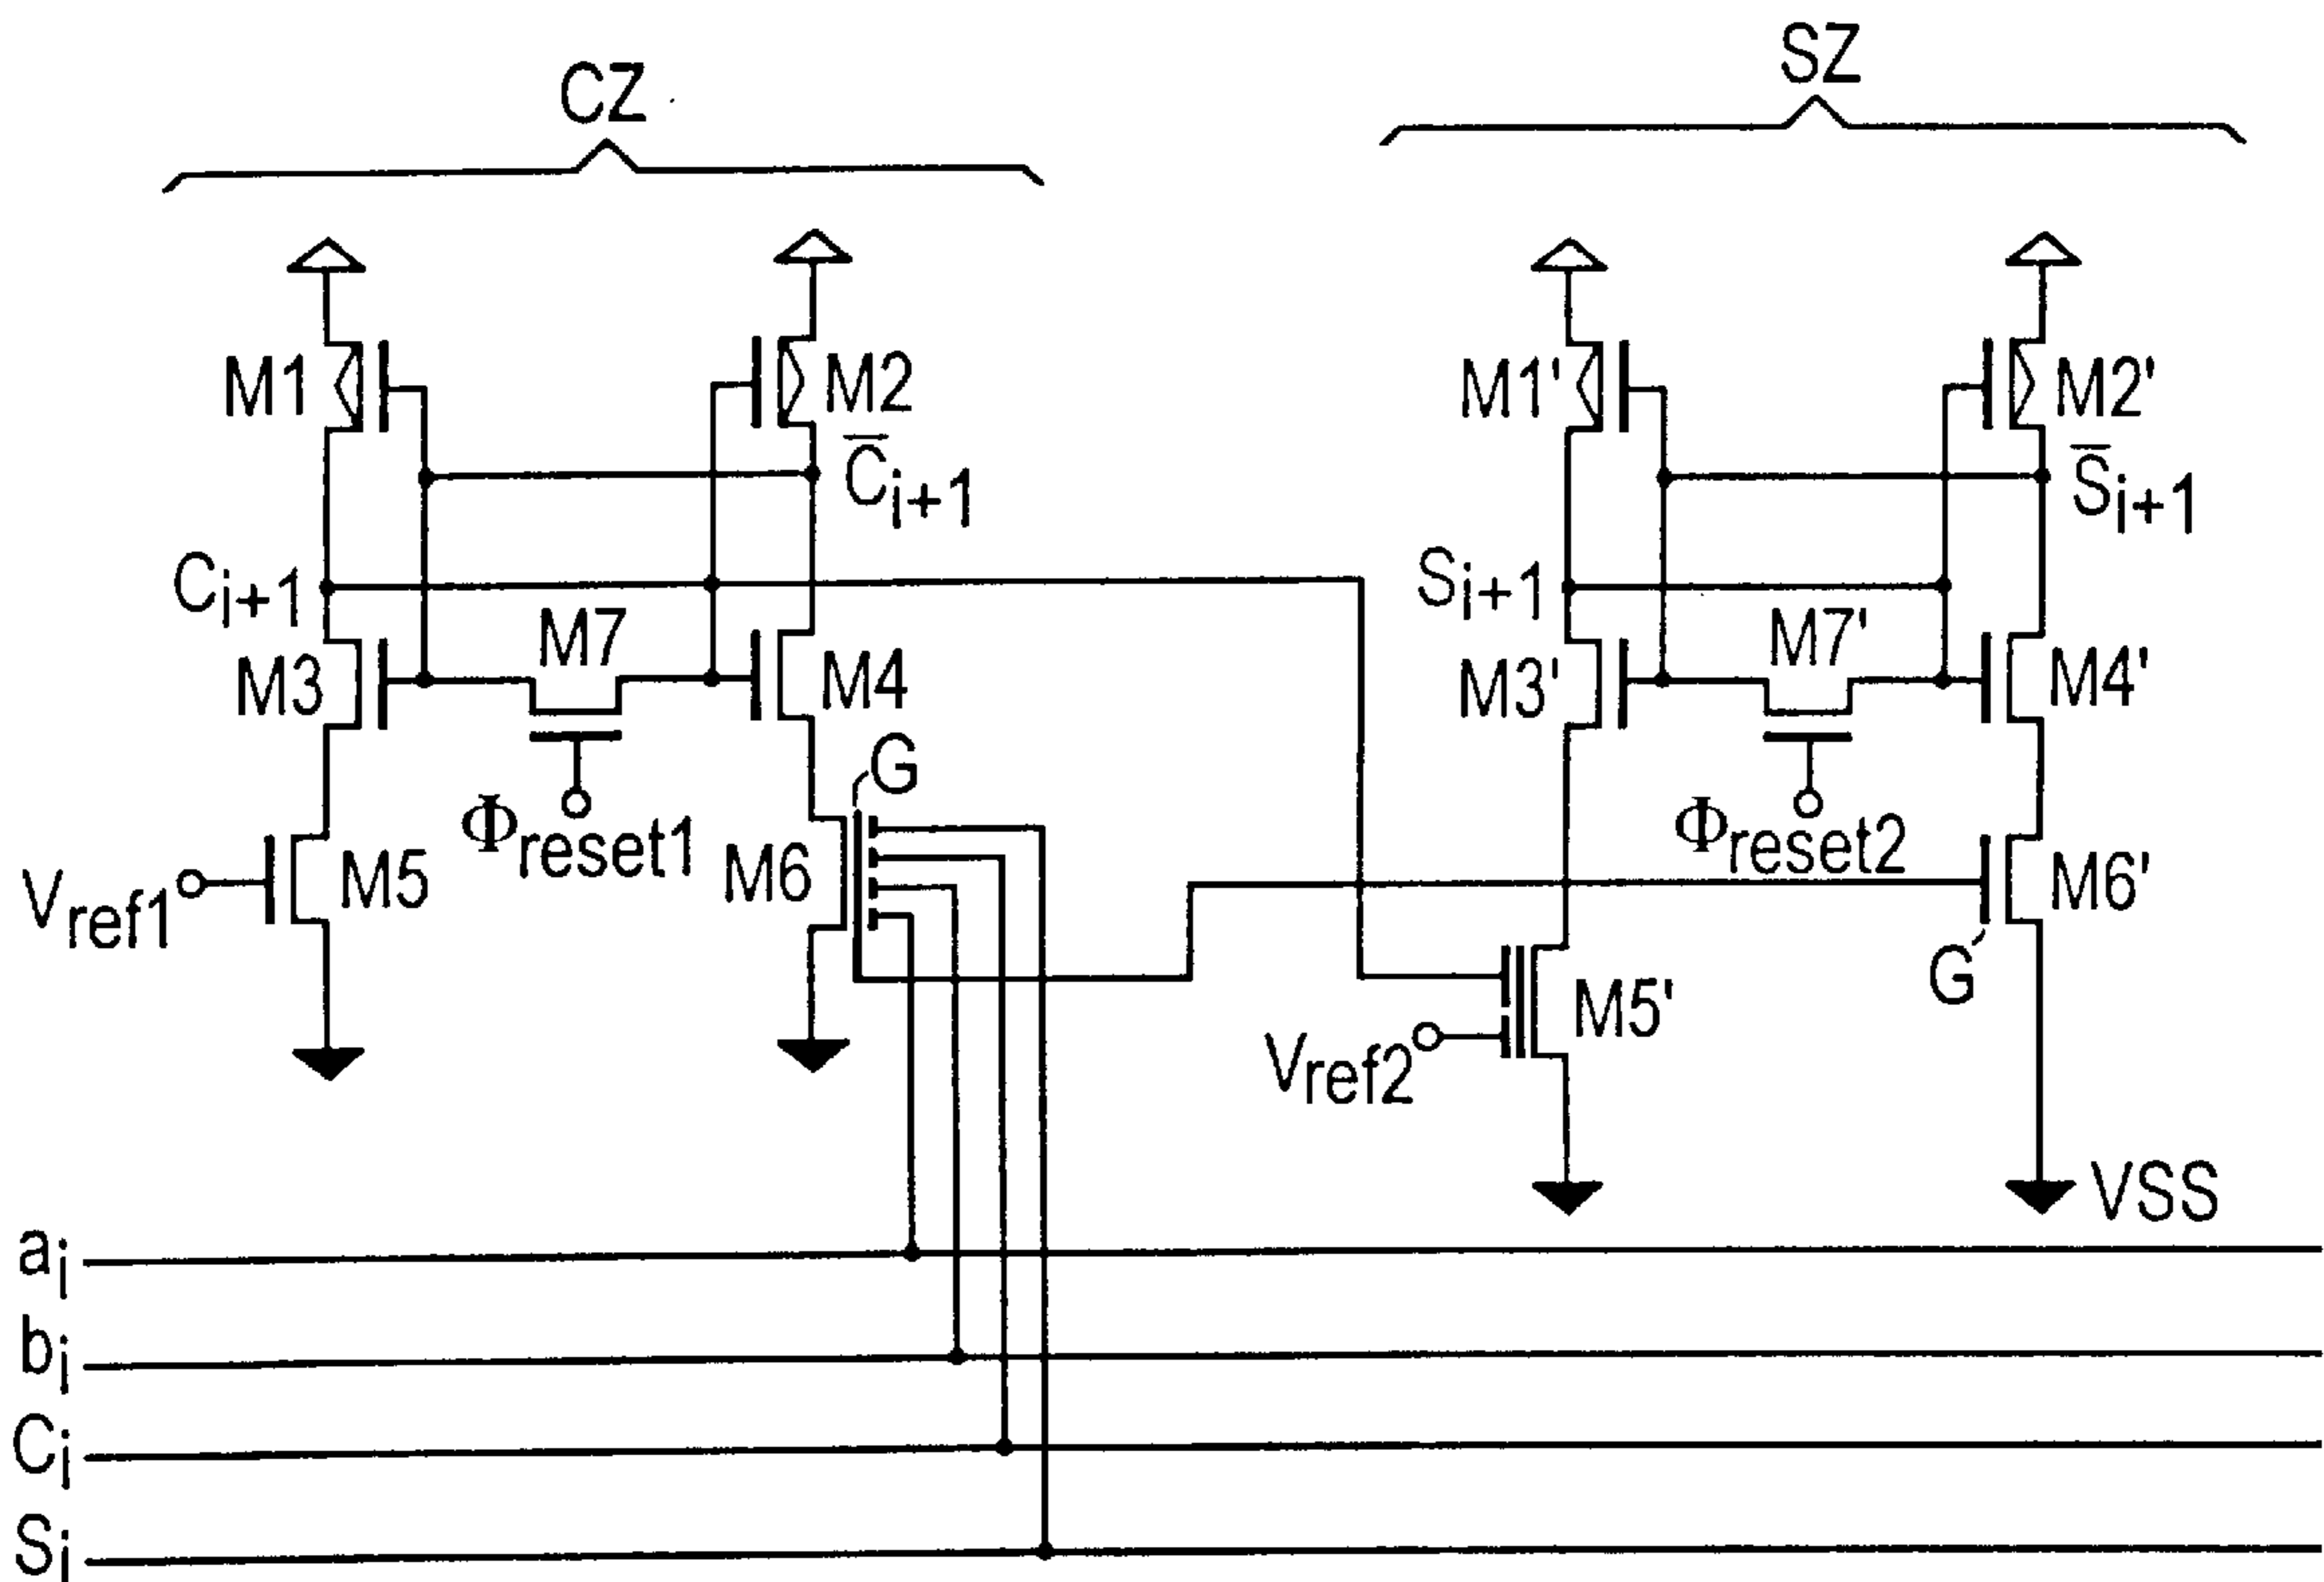 CZ
SZ
M1
M2
M1'
M2'
C̅i+1
S̅i+1
Ci+1
Si+1
M7
M7'
M3
M4
M3'
M4'
G
Φreset1
Φreset2
Vref1
M5
M6
M6'
G
M5'
Vref2
VSS
ai
bi
Ci
Si